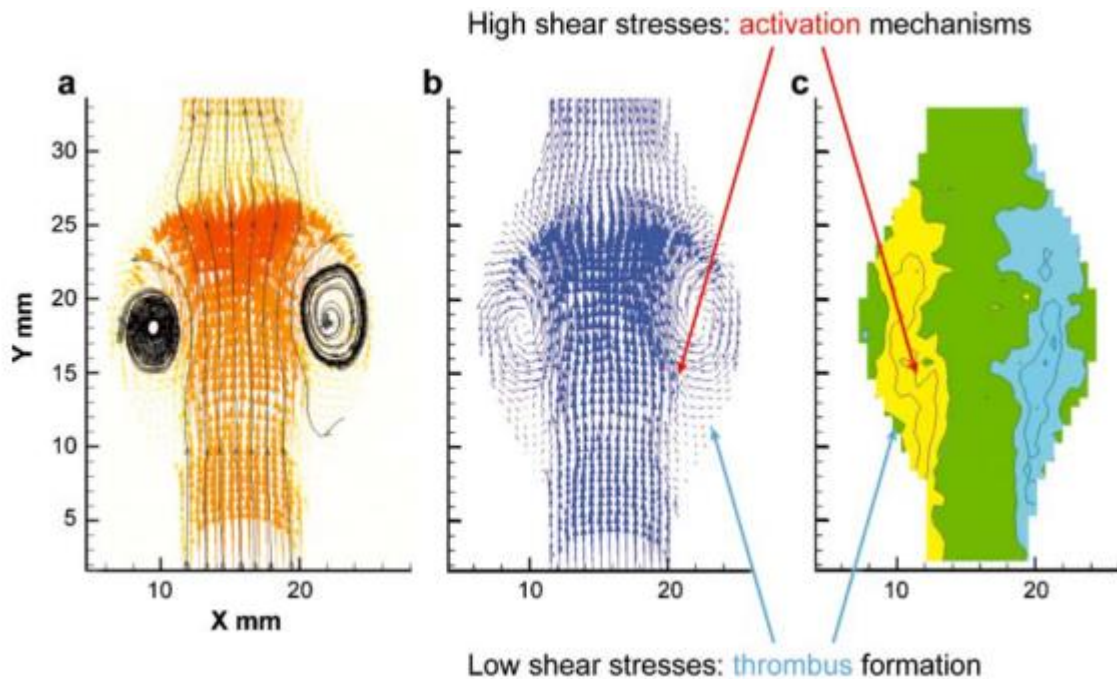 High shear stresses: activation mechanisms
a
b
c
30
25
20
15
10
5
Y mm
10
20
10
20
10
20
X mm
Low shear stresses: thrombus formation